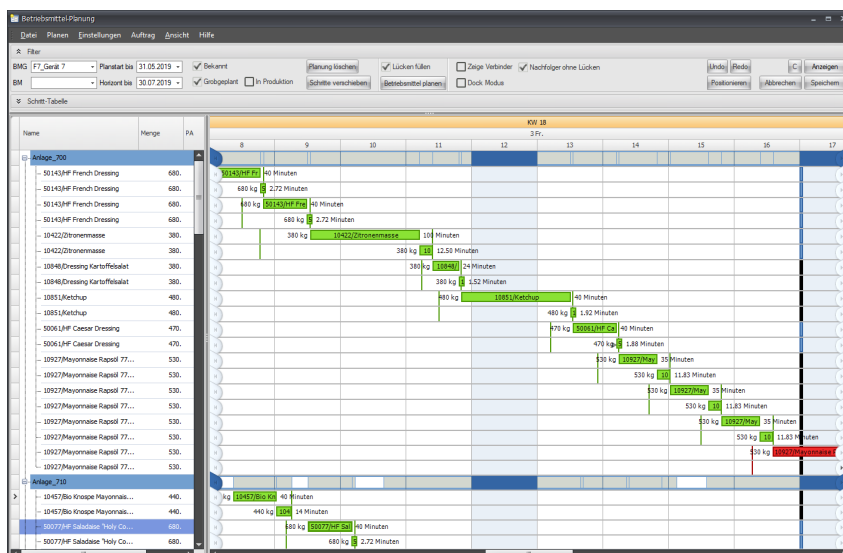 Betriebsmittel-Planung
Datei Planen Einstellungen Auftrag Ansicht Hilfe
Filter
BMG F7_Gerät 7 Planstart bis 31.05.2019 Bekannt Planung löschen Lücken füllen Zeige Verbinder Nachfolger ohne Lücken Undo Redo C Anzeigen
BM Horizont bis 30.07.2019 Grobgeplant In Produktion Schritte verschieben Betriebsmittel planen Dock Modus Positionieren Abbrechen Speichern
Schritt-Tabelle
KW 18
Name Menge PA 3 Fr.
8 9 10 11 12 13 14 15 16 17
Anlage_700
50143/HF French Dressing 680. 50143/HF Fr 40 Minuten
50143/HF French Dressing 680. 680 kg 5 2.72 Minuten
50143/HF French Dressing 680. 680 kg 50143/HF Fre 40 Minuten
50143/HF French Dressing 680. 680 kg 5 2.72 Minuten
10422/Zitronenmasse 380. 380 kg 10422/Zitronenmasse 100 Minuten
10422/Zitronenmasse 380. 380 kg 10 12.50 Minuten
10848/Dressing Kartoffelsalat 380. 380 kg 10848/ 24 Minuten
10848/Dressing Kartoffelsalat 380. 380 kg 1 1.52 Minuten
10851/Ketchup 480. 480 kg 10851/Ketchup 40 Minuten
10851/Ketchup 480. 480 kg 1 1.92 Minuten
50061/HF Caesar Dressing 470. 470 kg 50061/HF Ca 40 Minuten
50061/HF Caesar Dressing 470. 470 kg 5 1.88 Minuten
10927/Mayonnaise Rapsöl 77... 530. 530 kg 10927/May 35 Minuten
10927/Mayonnaise Rapsöl 77... 530. 530 kg 10 11.83 Minuten
10927/Mayonnaise Rapsöl 77... 530. 530 kg 10927/May 35 Minuten
10927/Mayonnaise Rapsöl 77... 530. 530 kg 10 11.83 Minuten
10927/Mayonnaise Rapsöl 77... 530. 530 kg 10927/May 35 Minuten
10927/Mayonnaise Rapsöl 77... 530. 530 kg 10 11.83 Minuten
10927/Mayonnaise Rapsöl 77... 530. 530 kg 10927/Mayonnaise
10927/Mayonnaise Rapsöl 77... 530.
Anlage_710
10457/Bio Knospe Mayonnais... 440. kg 10457/Bio Kn 40 Minuten
10457/Bio Knospe Mayonnais... 440. 440 kg 104 14 Minuten
50077/HF Saladaise "Holy Co... 680. 680 kg 50077/HF Sal 40 Minuten
50077/HF Saladaise "Holy Co... 680. 680 kg 5 2.72 Minuten